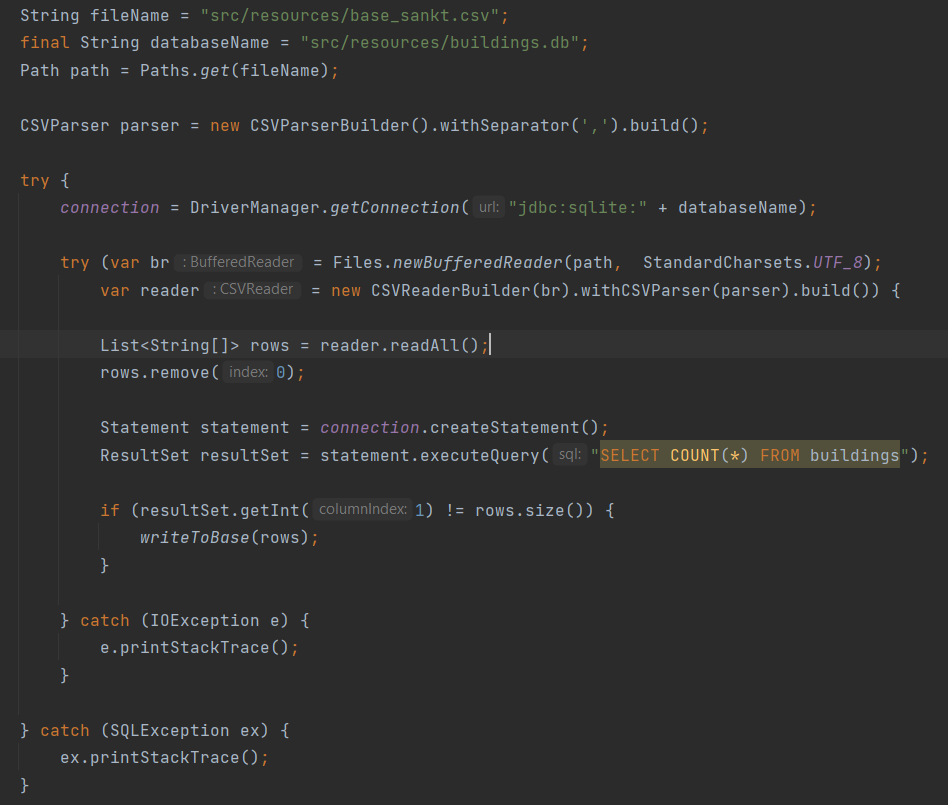 String fileName = "src/resources/base_sankt.csv";
final String databaseName = "src/resources/buildings.db";
Path path = Paths.get(fileName);
CSVParser parser = new CSVParserBuilder().withSeparator(',').build();
try {
connection = DriverManager.getConnection( url: "jdbc:sqlite:" + databaseName);
try (var br : BufferedReader = Files.newBufferedReader(path,  StandardCharsets.UTF_8);
var reader : CSVReader = new CSVReaderBuilder(br).withCSVParser(parser).build()) {
List<String[]> rows = reader.readAll();
rows.remove( index: 0);
Statement statement = connection.createStatement();
ResultSet resultSet = statement.executeQuery( sql: "SELECT COUNT(*) FROM buildings");
if (resultSet.getInt( columnIndex: 1) != rows.size()) {
writeToBase(rows);
}
} catch (IOException e) {
e.printStackTrace();
}
} catch (SQLException ex) {
ex.printStackTrace();
}